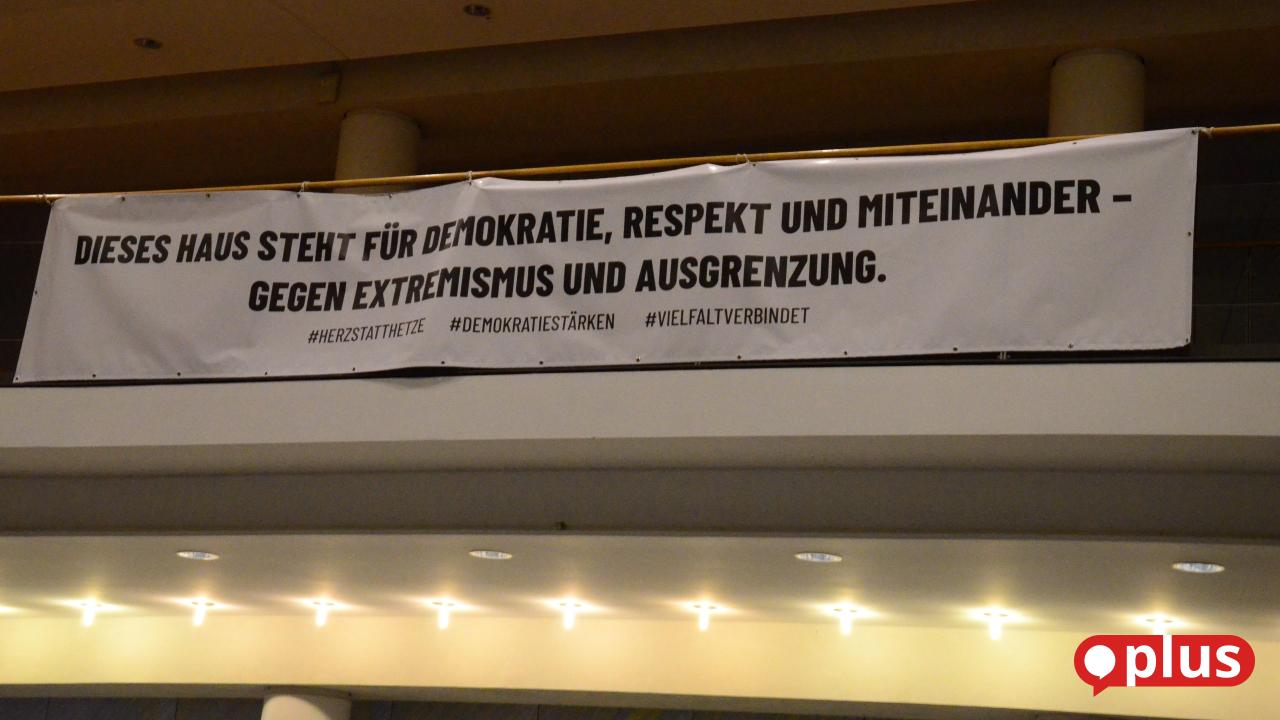 DIESES HAUS STEHT FÜR DEMOKRATIE, RESPEKT UND MITEINANDER –
GEGEN EXTREMISMUS UND AUSGRENZUNG.
#HERZSTATTHETZE #DEMOKRATIESTÄRKEN #VIELFALTVERBINDET
plus